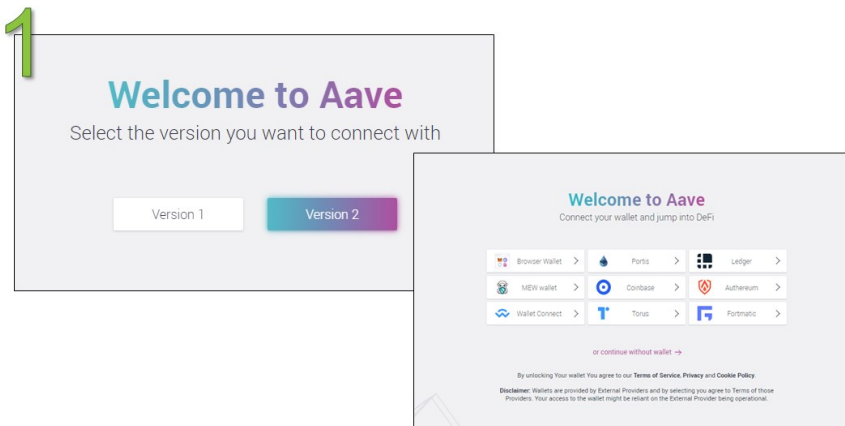 1
Welcome to Aave
Select the version you want to connect with
Version 1
Version 2
Welcome to Aave
Connect your wallet and jump into DeFi
Browser Wallet
Portis
Ledger
MEW wallet
Coinbase
Authereum
Wallet Connect
Torus
Fortmatic
or continue without wallet →
By unlocking Your wallet You agree to our Terms of Service, Privacy and Cookie Policy.
Disclaimer: Wallets are provided by External Providers and by selecting you agree to Terms of those
Providers. Your access to the wallet might be reliant on the External Provider being operational.